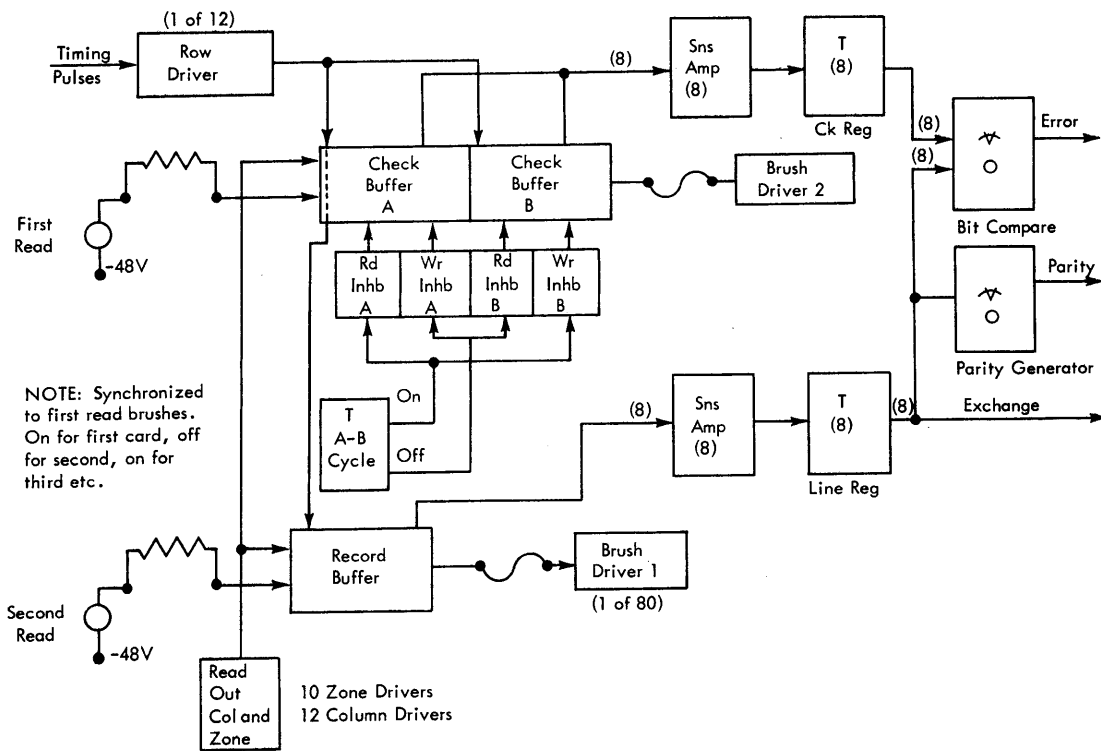 (1 of 12)
Timing
Pulses
Row
Driver
(8)
Sns
Amp
(8)
T
(8)
Ck Reg
(8)
(8)
Error
Bit Compare
Check
Buffer
A
Check
Buffer
B
Brush
Driver 2
First
Read
-48V
Rd
Inhb
A
Wr
Inhb
A
Rd
Inhb
B
Wr
Inhb
B
Parity
Parity Generator
NOTE: Synchronized
to first read brushes.
On for first card, off
for second, on for
third etc.
T
A-B
Cycle
On
Off
(8)
Sns
Amp
(8)
T
(8)
Line Reg
(8)
Exchange
Record
Buffer
Brush
Driver 1
(1 of 80)
Second
Read
-48V
Read
Out
Col and
Zone
10 Zone Drivers
12 Column Drivers